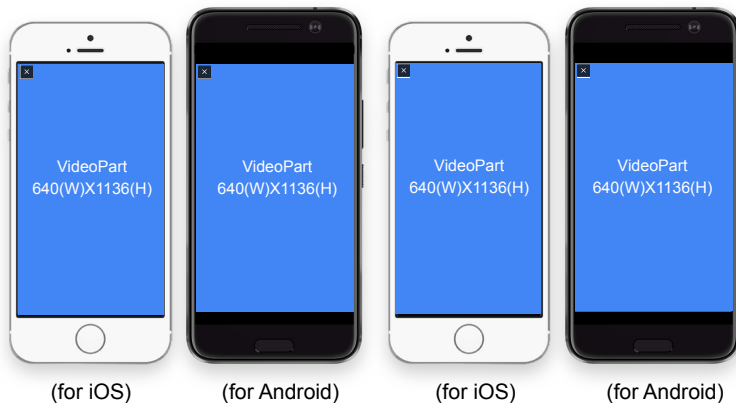 VideoPart
640(W)X1136(H)
VideoPart
640(W)X1136(H)
VideoPart
640(W)X1136(H)
VideoPart
640(W)X1136(H)
(for iOS)
(for Android)
(for iOS)
(for Android)